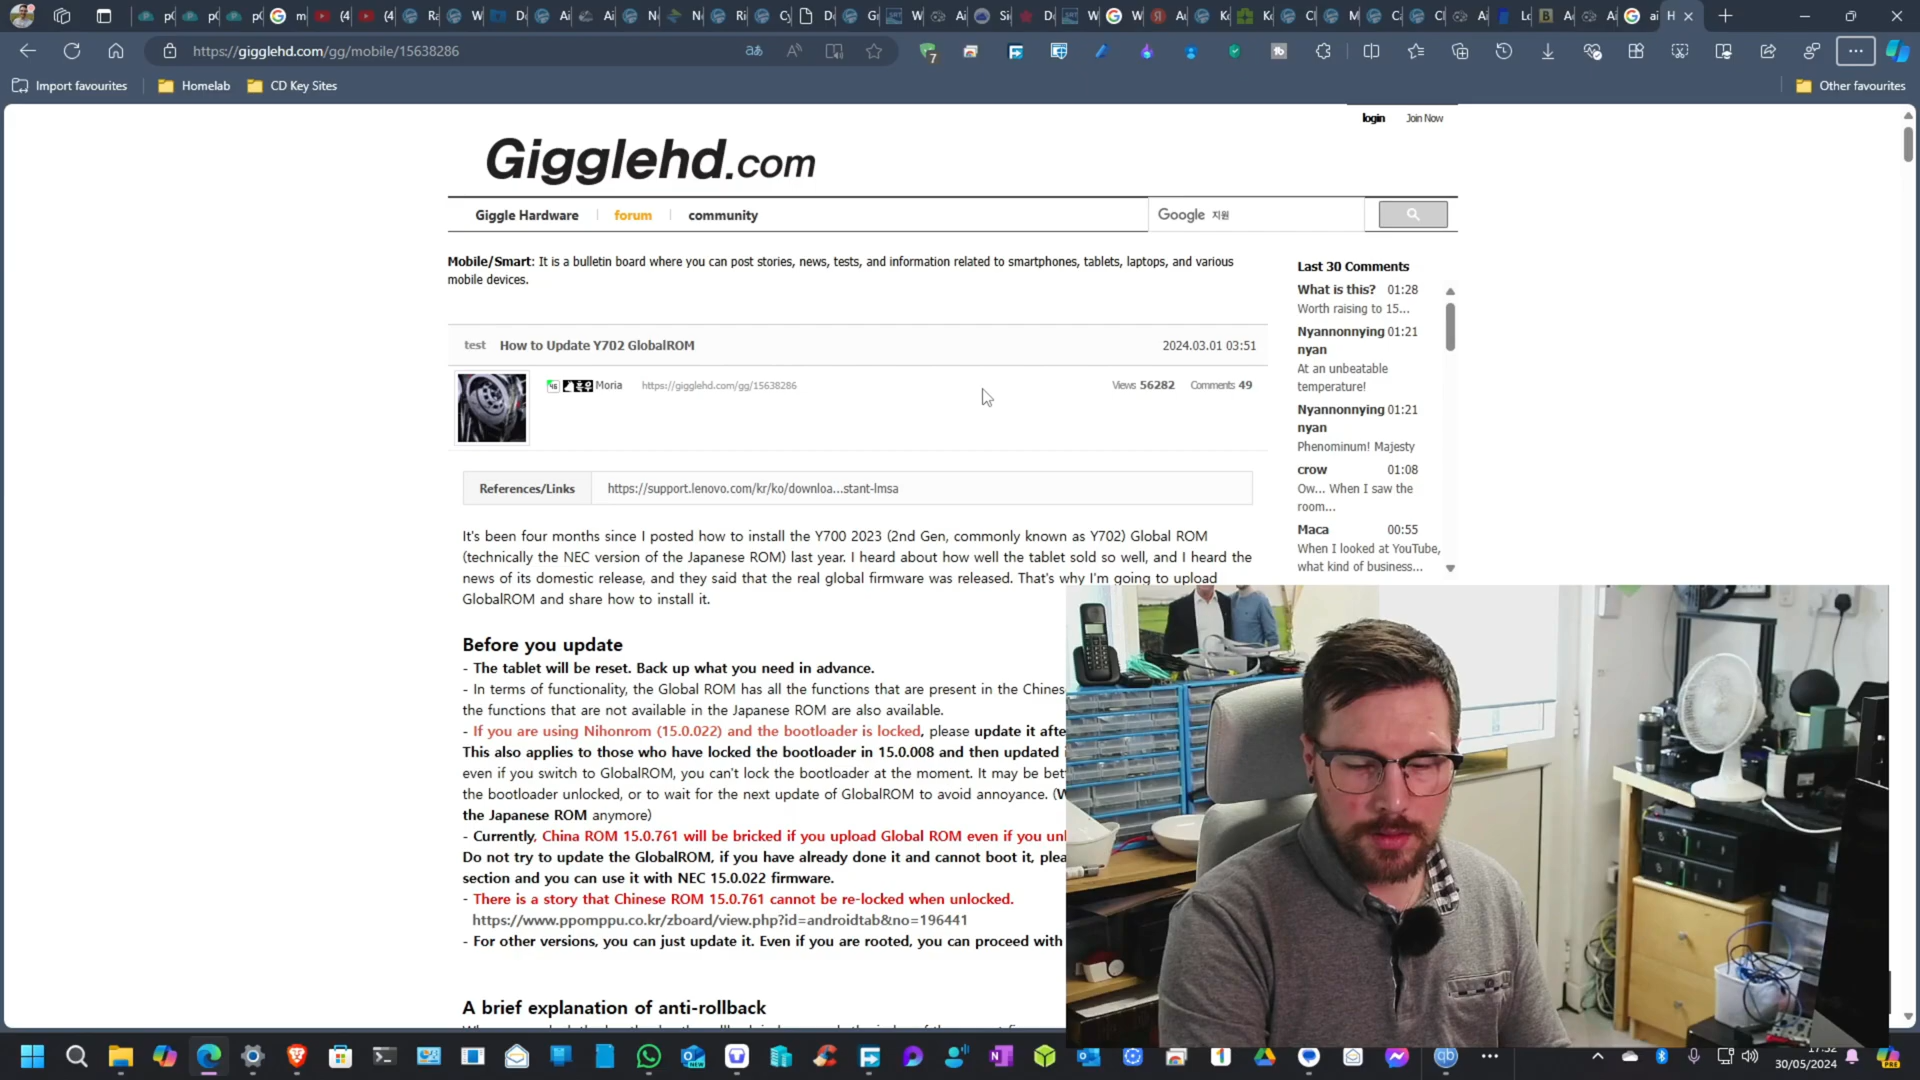 https://gigglehd.com/gg/mobile/15638286
Import favourites
Homelab
CD Key Sites
Other favourites
login
Join Now
Gigglehd.com
Giggle Hardware
forum
community
Google 지원
Mobile/Smart: It is a bulletin board where you can post stories, news, tests, and information related to smartphones, tablets, laptops, and various
mobile devices.
test How to Update Y702 GlobalROM
2024.03.01 03:51
Moria
https://gigglehd.com/gg/15638286
Views 56282 Comments 49
References/Links
https://support.lenovo.com/kr/ko/downloa...stant-lmsa
It's been four months since I posted how to install the Y700 2023 (2nd Gen, commonly known as Y702) Global ROM
(technically the NEC version of the Japanese ROM) last year. I heard about how well the tablet sold so well, and I heard the
news of its domestic release, and they said that the real global firmware was released. That's why I'm going to upload
GlobalROM and share how to install it.
Before you update
- The tablet will be reset. Back up what you need in advance.
- In terms of functionality, the Global ROM has all the functions that are present in the Chines
the functions that are not available in the Japanese ROM are also available.
- If you are using Nihonrom (15.0.022) and the bootloader is locked, please update it afte
This also applies to those who have locked the bootloader in 15.0.008 and then updated
even if you switch to GlobalROM, you can't lock the bootloader at the moment. It may be bet
the bootloader unlocked, or to wait for the next update of GlobalROM to avoid annoyance.
the Japanese ROM anymore)
- Currently, China ROM 15.0.761 will be bricked if you upload Global ROM even if you unl
Do not try to update the GlobalROM, if you have already done it and cannot boot it, plea
section and you can use it with NEC 15.0.022 firmware.
- There is a story that Chinese ROM 15.0.761 cannot be re-locked when unlocked.
https://www.ppomppu.co.kr/zboard/view.php?id=androidtab&no=196441
- For other versions, you can just update it. Even if you are rooted, you can proceed with
A brief explanation of anti-rollback
Last 30 Comments
What is this? 01:28
Worth raising to 15...
Nyannonnying 01:21
nyan
At an unbeatable
temperature!
Nyannonnying 01:21
nyan
Phenominum! Majesty
crow 01:08
Ow... When I saw the
room...
Maca 00:55
When I looked at YouTube,
what kind of business...
30/05/2024